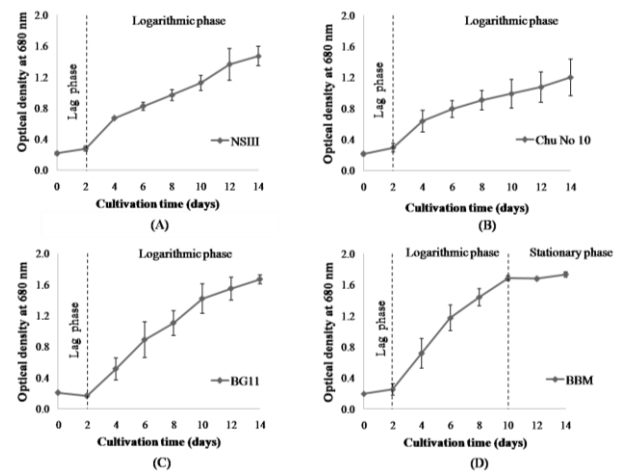 Logarithmic phase
Optical density at 680 nm
2.0
1.6
1.2
0.8
0.4
0.0
Lag phase
NSIII
0 2 4 6 8 10 12 14
Cultivation time (days)
(A)
Logarithmic phase
Optical density at 680 nm
2.0
1.6
1.2
0.8
0.4
0.0
Lag phase
Chu No 10
0 2 4 6 8 10 12 14
Cultivation time (days)
(B)
Logarithmic phase
Optical density at 680 nm
2.0
1.6
1.2
0.8
0.4
0.0
Lag phase
BG11
0 2 4 6 8 10 12 14
Cultivation time (days)
(C)
Logarithmic phase Stationary phase
Optical density at 680 nm
2.0
1.6
1.2
0.8
0.4
0.0
Lag phase
BBM
0 2 4 6 8 10 12 14
Cultivation time (days)
(D)